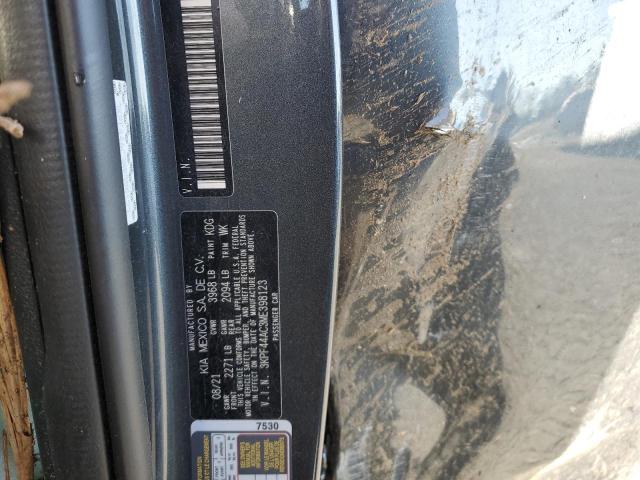 V.I.N.
MANUFACTURED BY
KIA MEXICO S.A. DE C.V.
08/21 GVWR 3968 LB PAINT KDG
GAWR FRONT 2271 LB GAWR REAR 2094 LB TRIM WK
THIS VEHICLE CONFORMS TO ALL APPLICABLE U.S.A. FEDERAL
MOTOR VEHICLE SAFETY, BUMPER, AND THEFT PREVENTION STANDARDS
IN EFFECT ON THE DATE OF MANUFACTURE SHOWN ABOVE.
V.I.N. 3KPF44AC3NE398123
PASSENGER CAR
7530